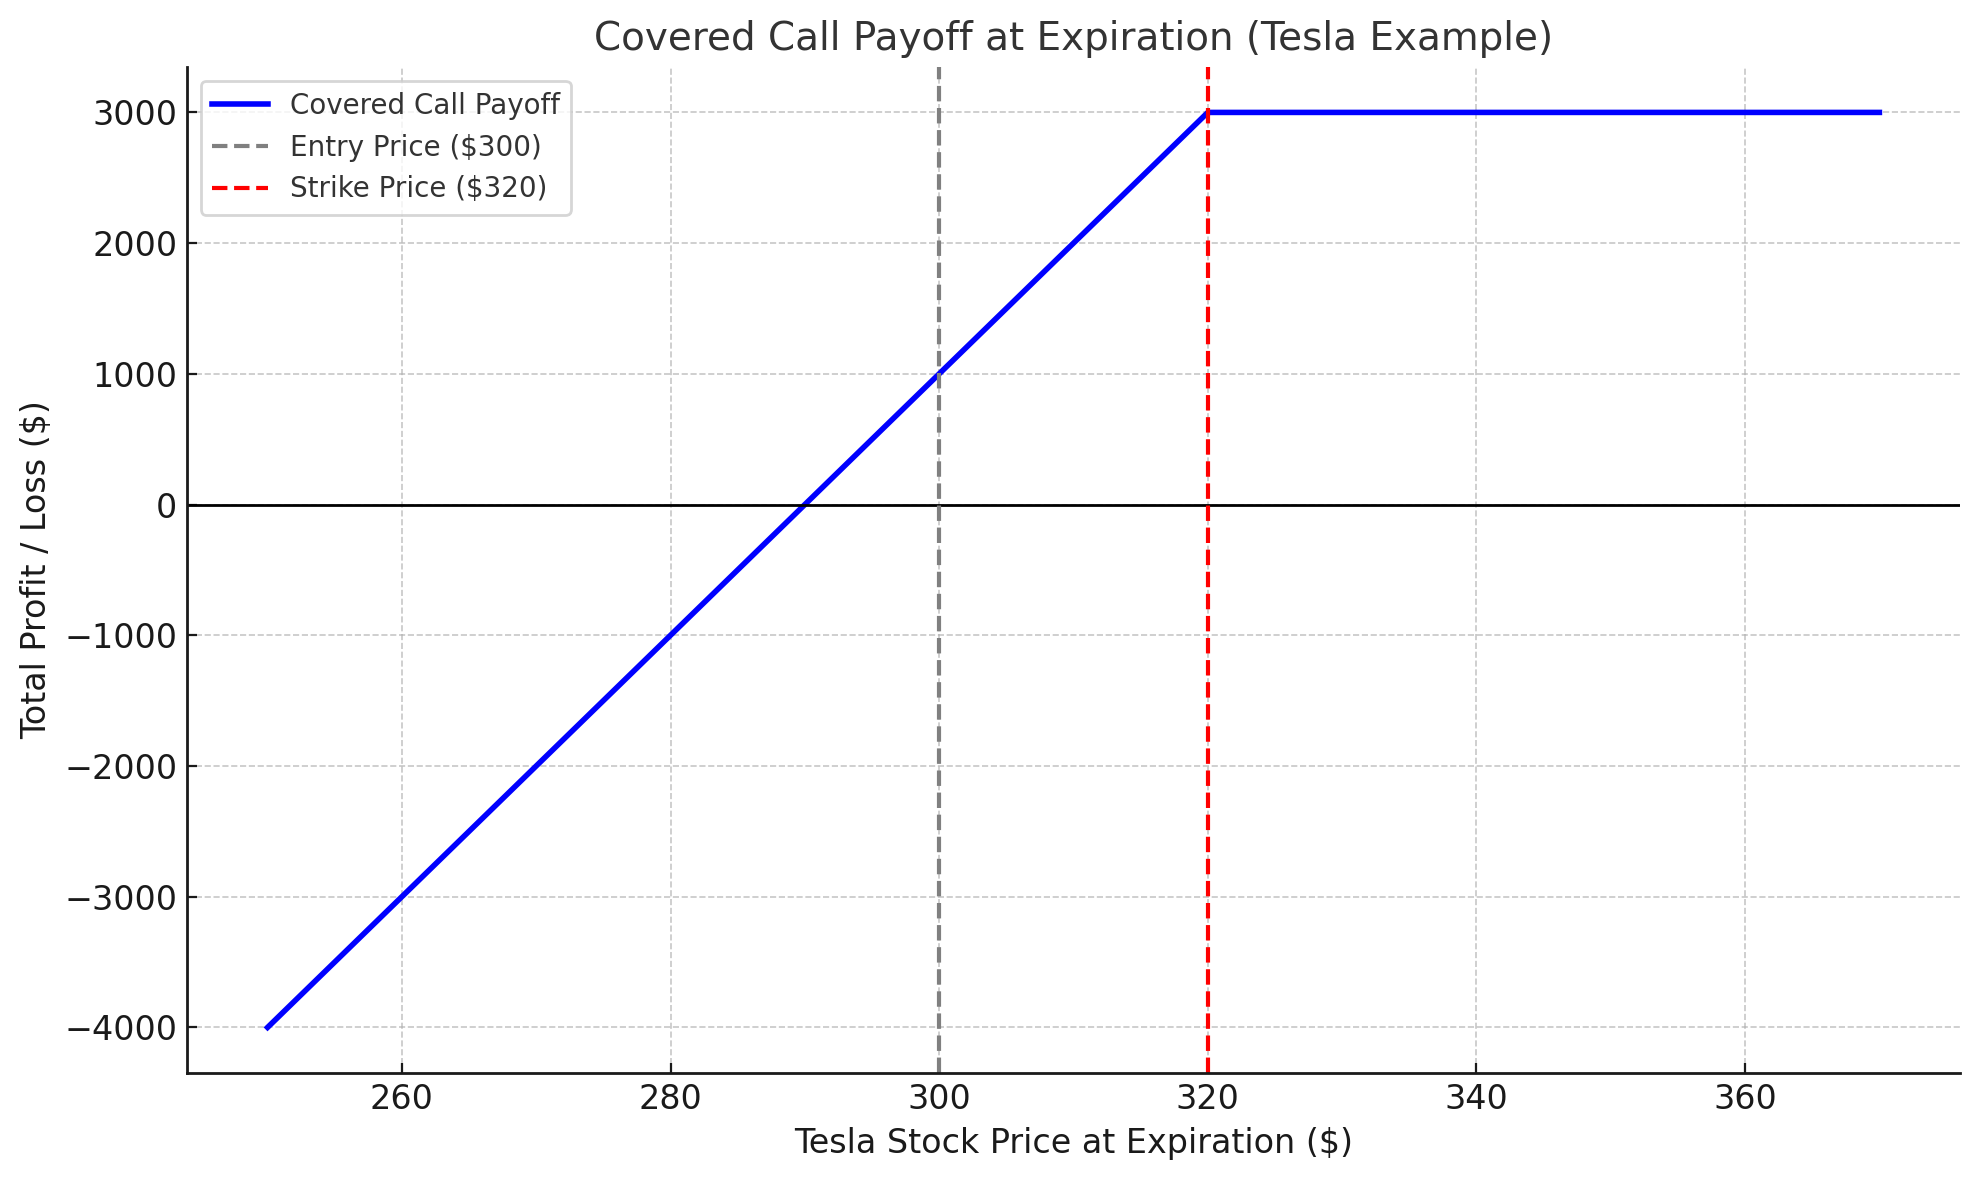 Covered Call Payoff at Expiration (Tesla Example)
Covered Call Payoff
Entry Price ($300)
Strike Price ($320)
3000
2000
1000
0
−1000
−2000
−3000
−4000
Total Profit / Loss ($)
260 280 300 320 340 360
Tesla Stock Price at Expiration ($)